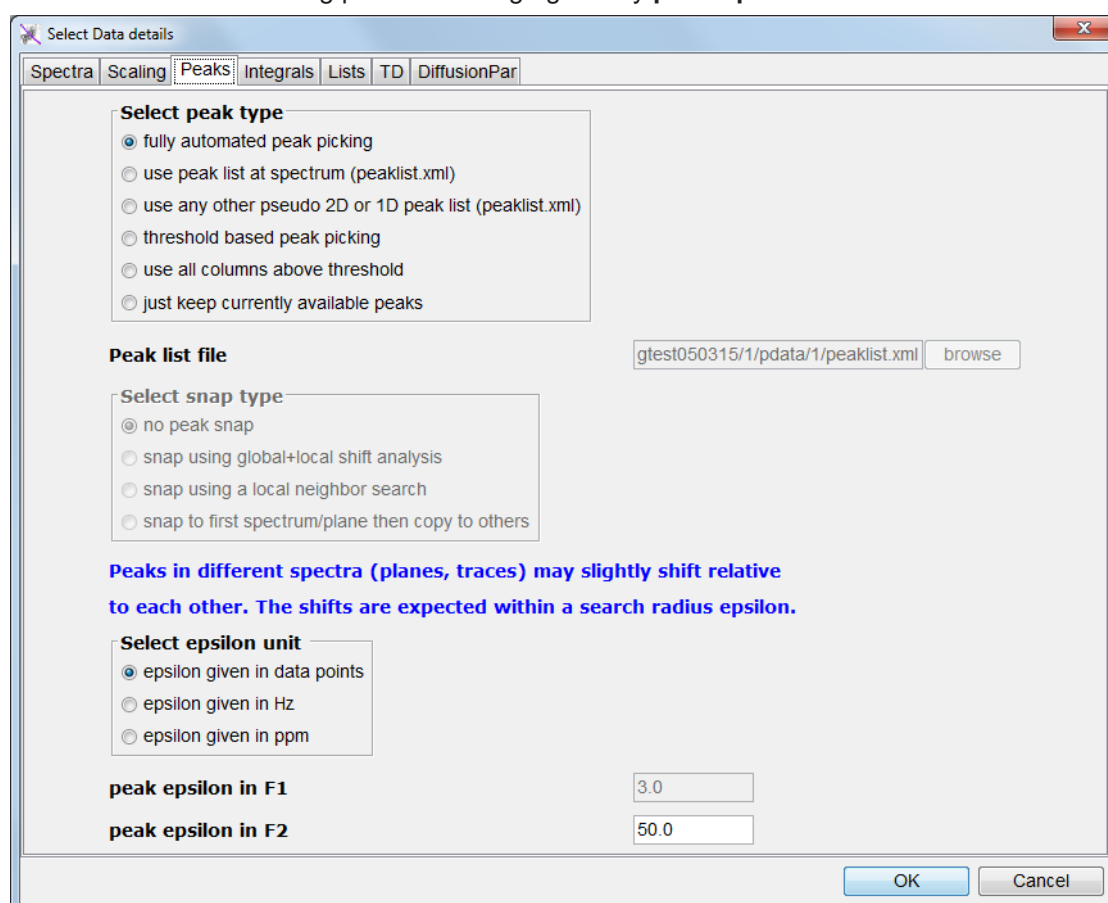 Select Data details
Spectra Scaling Peaks Integrals Lists TD DiffusionPar
Select peak type
fully automated peak picking
use peak list at spectrum (peaklist.xml)
use any other pseudo 2D or 1D peak list (peaklist.xml)
threshold based peak picking
use all columns above threshold
just keep currently available peaks
Peak list file gtest050315/1/pdata/1/peaklist.xml browse
Select snap type
no peak snap
snap using global+local shift analysis
snap using a local neighbor search
snap to first spectrum/plane then copy to others
Peaks in different spectra (planes, traces) may slightly shift relative
to each other. The shifts are expected within a search radius epsilon.
Select epsilon unit
epsilon given in data points
epsilon given in Hz
epsilon given in ppm
peak epsilon in F1 3.0
peak epsilon in F2 50.0
OK Cancel